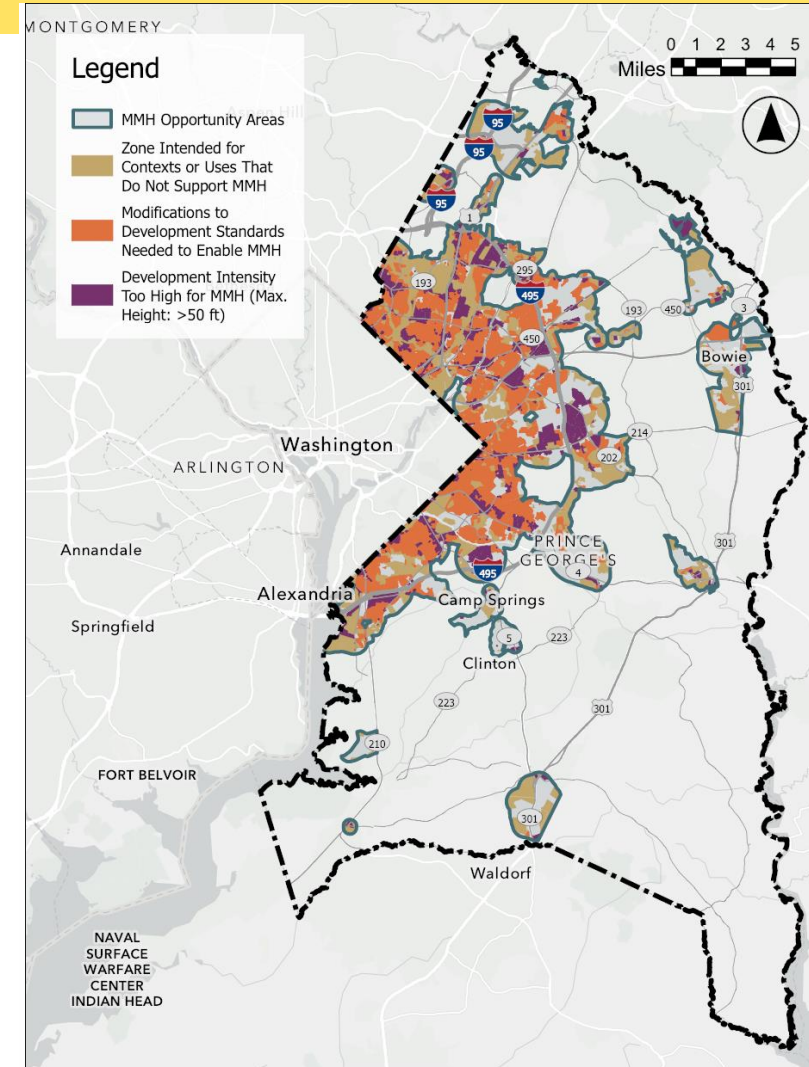 MONTGOMERY
Legend
MMH Opportunity Areas
Zone Intended for
Contexts or Uses That
Do Not Support MMH
Modifications to
Development Standards
Needed to Enable MMH
Development Intensity
Too High for MMH (Max.
Height: >50 ft)
0 1 2 3 4 5
Miles
95
95
95
1
193
295
495
193
450
3
450
Bowie
301
214
202
Washington
ARLINGTON
301
PRINCE
GEORGE'S
4
Annandale
495
Alexandria
Camp Springs
Springfield
5
223
Clinton
223
301
210
FORT BELVOIR
301
Waldorf
NAVAL
SURFACE
WARFARE
CENTER
INDIAN HEAD